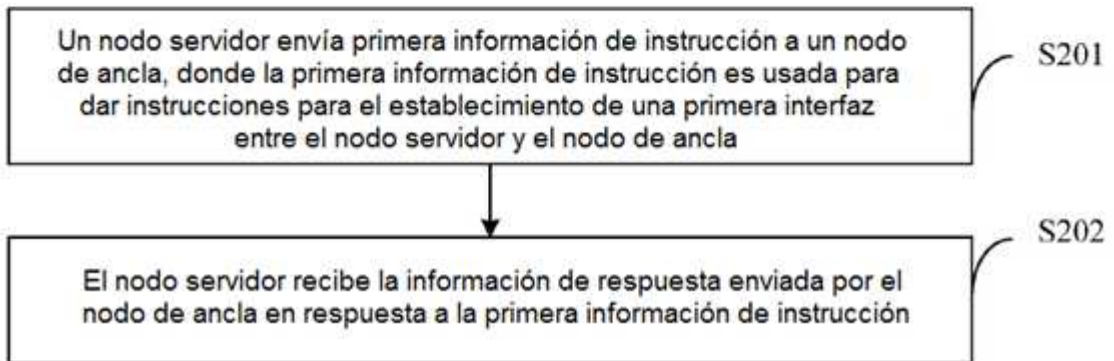 Un nodo servidor envía primera información de instrucción a un nodo
de ancla, donde la primera información de instrucción es usada para
dar instrucciones para el establecimiento de una primera interfaz
entre el nodo servidor y el nodo de ancla
S201
El nodo servidor recibe la información de respuesta enviada por el
nodo de ancla en respuesta a la primera información de instrucción
S202